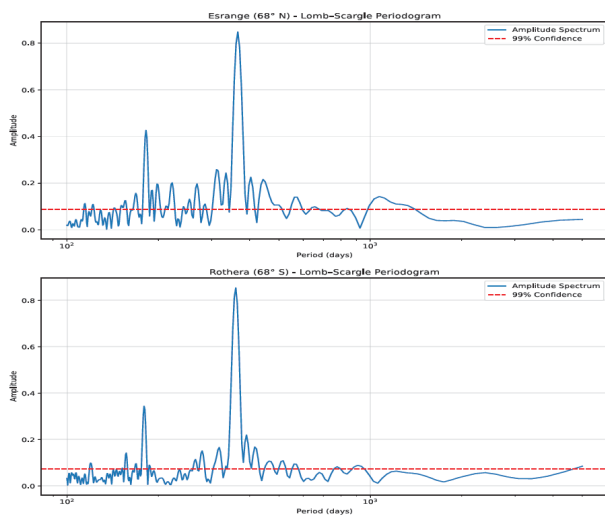 Esrange (68° N) - Lomb–Scargle Periodogram
Amplitude Spectrum
99% Confidence
0.8
0.6
0.4
0.2
0.0
Amplitude
10²
10³
Period (days)
Rothera (68° S) - Lomb–Scargle Periodogram
Amplitude Spectrum
99% Confidence
0.8
0.6
0.4
0.2
0.0
Amplitude
10²
10³
Period (days)